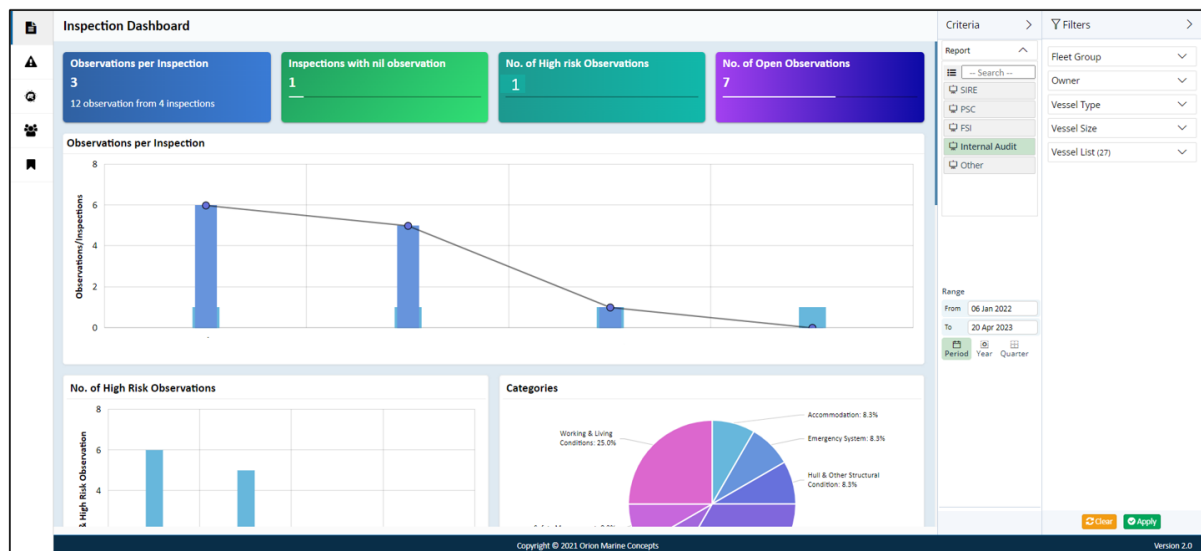 Inspection Dashboard
Observations per Inspection
3
12 observation from 4 inspections
Inspections with nil observation
1
No. of High risk Observations
1
No. of Open Observations
7
Observations per Inspection
Observations/Inspections
8
6
4
2
0
No. of High Risk Observations
& High Risk Observation
8
6
4
Categories
Working & Living
Conditions: 25.0%
Accommodation: 8.3%
Emergency System: 8.3%
Hull & Other Structural
Condition: 8.3%
Criteria
Report
-- Search --
SIRE
PSC
FSI
Internal Audit
Other
Range
From 06 Jan 2022
To 20 Apr 2023
Period Year Quarter
Filters
Fleet Group
Owner
Vessel Type
Vessel Size
Vessel List (27)
Clear Apply
Copyright © 2021 Orion Marine Concepts
Version 2.0